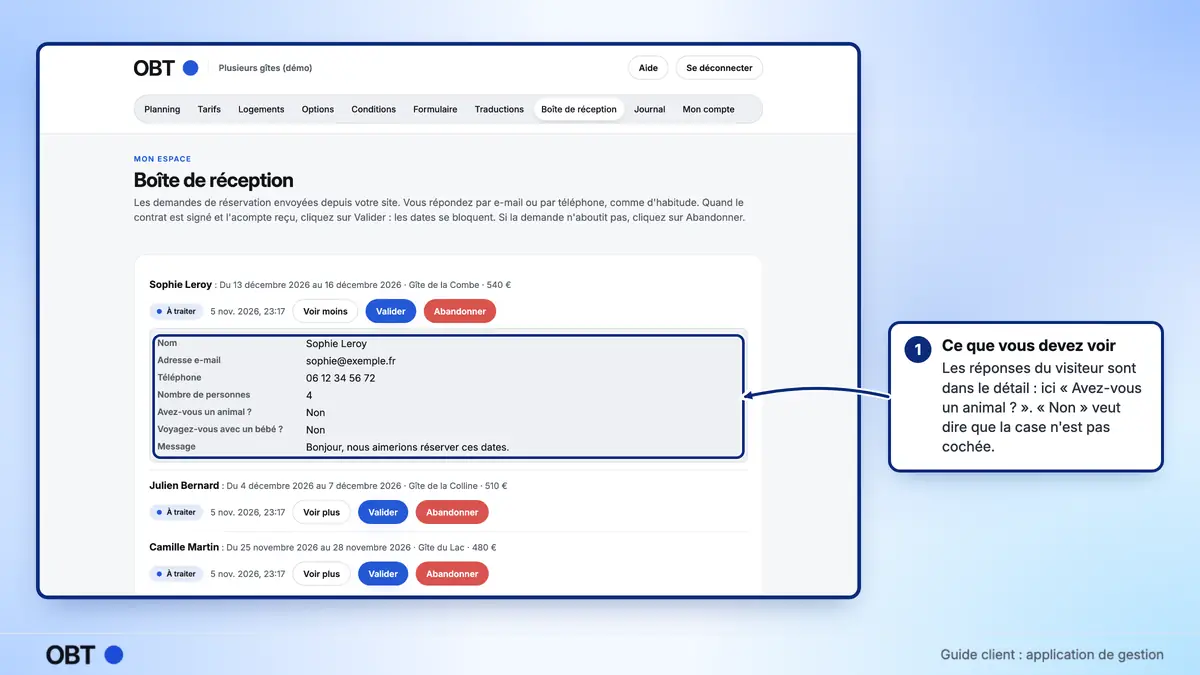 OBT
Plusieurs gîtes (démo)
Aide
Se déconnecter
Planning
Tarifs
Logements
Options
Conditions
Formulaire
Traductions
Boîte de réception
Journal
Mon compte
MON ESPACE
Boîte de réception
Les demandes de réservation envoyées depuis votre site. Vous répondez par e-mail ou par téléphone, comme d'habitude. Quand le
contrat est signé et l'acompte reçu, cliquez sur Valider : les dates se bloquent. Si la demande n'aboutit pas, cliquez sur Abandonner.
Sophie Leroy : Du 13 décembre 2026 au 16 décembre 2026 · Gîte de la Combe · 540 €
À traiter 5 nov. 2026, 23:17 Voir moins Valider Abandonner
Nom Sophie Leroy
Adresse e-mail sophie@exemple.fr
Téléphone 06 12 34 56 72
Nombre de personnes 4
Avez-vous un animal ? Non
Voyagez-vous avec un bébé ? Non
Message Bonjour, nous aimerions réserver ces dates.
Julien Bernard : Du 4 décembre 2026 au 7 décembre 2026 · Gîte de la Colline · 510 €
À traiter 5 nov. 2026, 23:17 Voir plus Valider Abandonner
Camille Martin : Du 25 novembre 2026 au 28 novembre 2026 · Gîte du Lac · 480 €
À traiter 5 nov. 2026, 23:17 Voir plus Valider Abandonner
1 Ce que vous devez voir
Les réponses du visiteur sont
dans le détail : ici « Avez-vous
un animal ? ». « Non » veut
dire que la case n'est pas
cochée.
OBT
Guide client : application de gestion